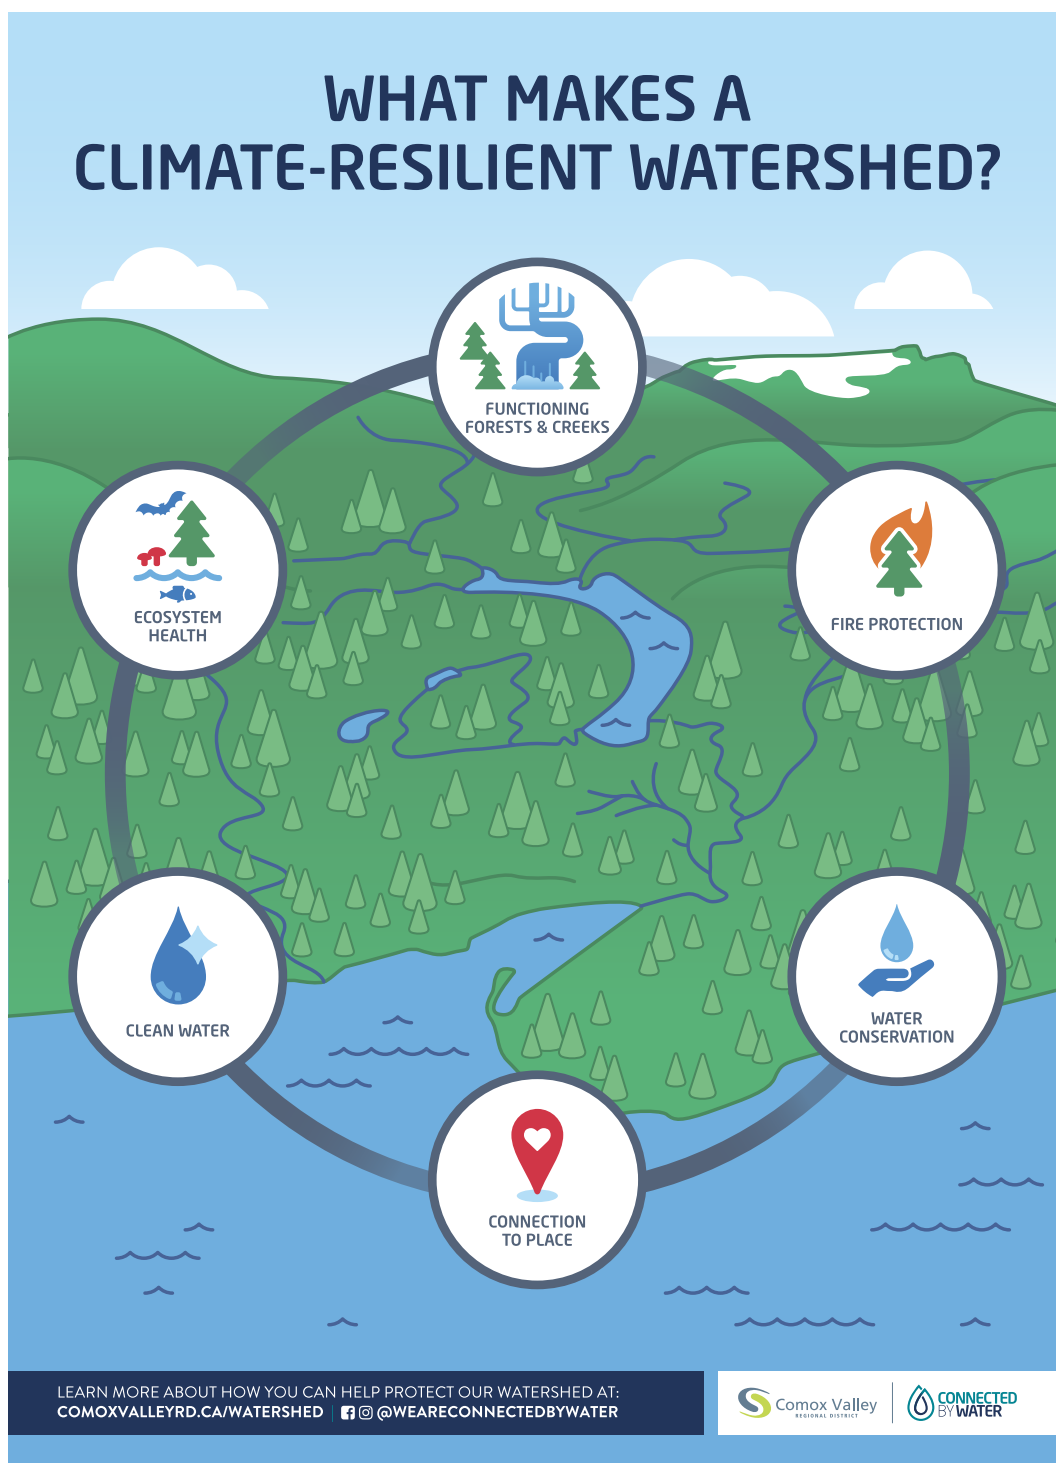 WHAT MAKES A
CLIMATE-RESILIENT WATERSHED?
FUNCTIONING
FORESTS & CREEKS
FIRE PROTECTION
WATER
CONSERVATION
CONNECTION
TO PLACE
CLEAN WATER
ECOSYSTEM
HEALTH
LEARN MORE ABOUT HOW YOU CAN HELP PROTECT OUR WATERSHED AT:
COMOXVALLEYRD.CA/WATERSHED | @WEARECONNECTEDBYWATER
Comox Valley
REGIONAL DISTRICT
CONNECTED
BY WATER